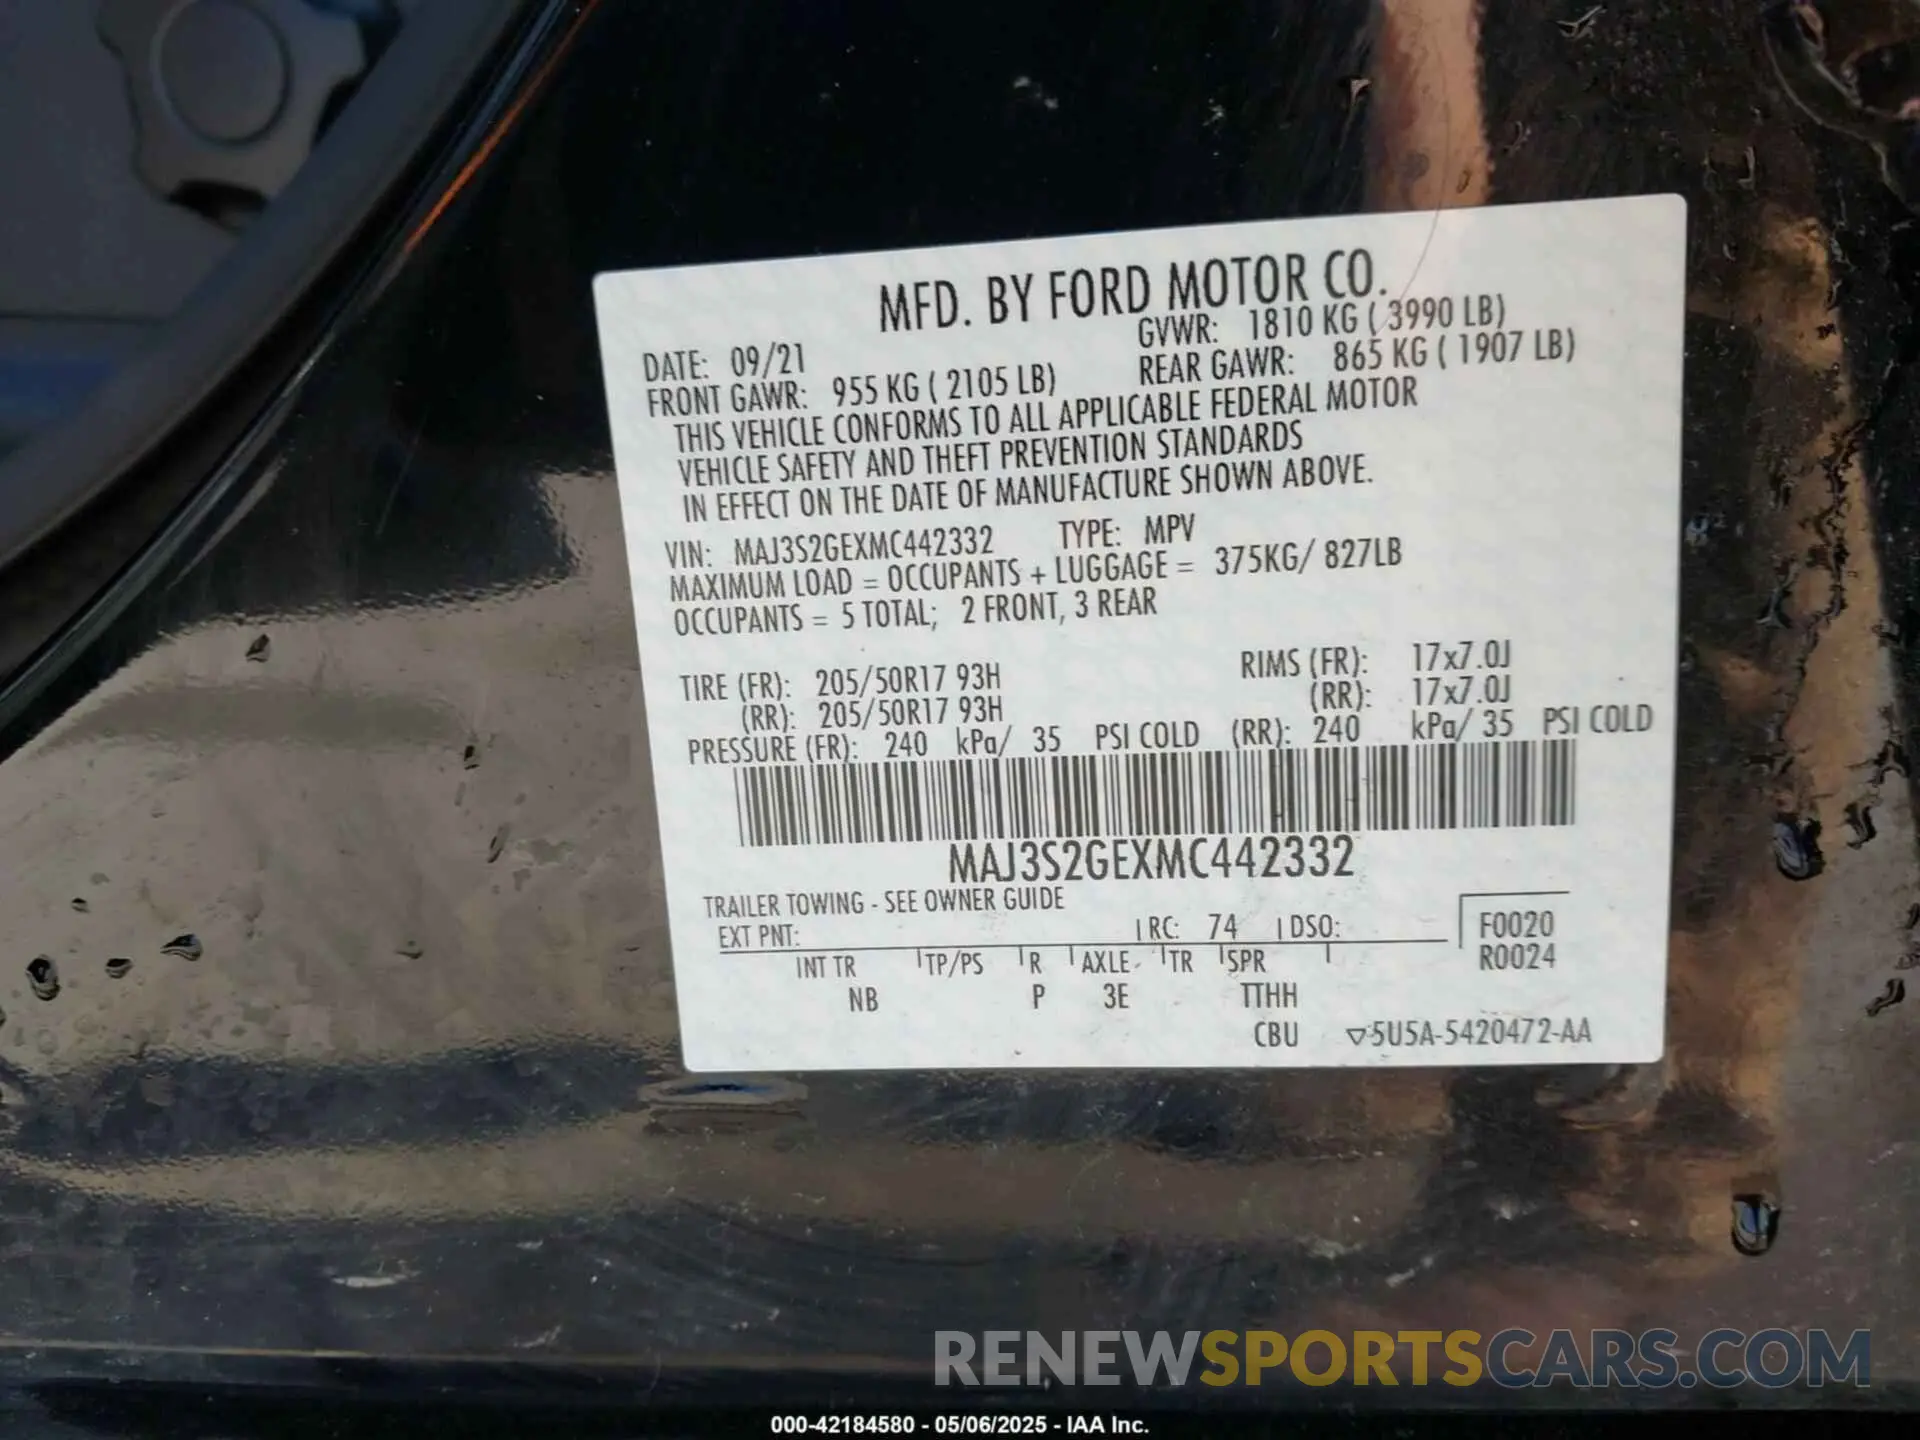 MFD. BY FORD MOTOR CO.
DATE: 09/21 GVWR: 1810 KG ( 3990 LB)
FRONT GAWR: 955 KG ( 2105 LB) REAR GAWR: 865 KG ( 1907 LB)
THIS VEHICLE CONFORMS TO ALL APPLICABLE FEDERAL MOTOR
VEHICLE SAFETY AND THEFT PREVENTION STANDARDS
IN EFFECT ON THE DATE OF MANUFACTURE SHOWN ABOVE.
VIN: MAJ3S2GEXMC442332 TYPE: MPV
MAXIMUM LOAD = OCCUPANTS + LUGGAGE = 375KG/ 827LB
OCCUPANTS = 5 TOTAL; 2 FRONT, 3 REAR
TIRE (FR): 205/50R17 93H RIMS (FR): 17x7.0J
(RR): 205/50R17 93H (RR): 17x7.0J
PRESSURE (FR): 240 kPa/ 35 PSI COLD (RR): 240 kPa/ 35 PSI COLD
MAJ3S2GEXMC442332
TRAILER TOWING - SEE OWNER GUIDE
EXT PNT: RC: 74 DSO: F0020
INT TR TP/PS R AXLE TR SPR R0024
NB P 3E TTHH
CBU ▽5U5A-5420472-AA
RENEWSPORTSCARS.COM
000-42184580 - 05/06/2025 - IAA Inc.